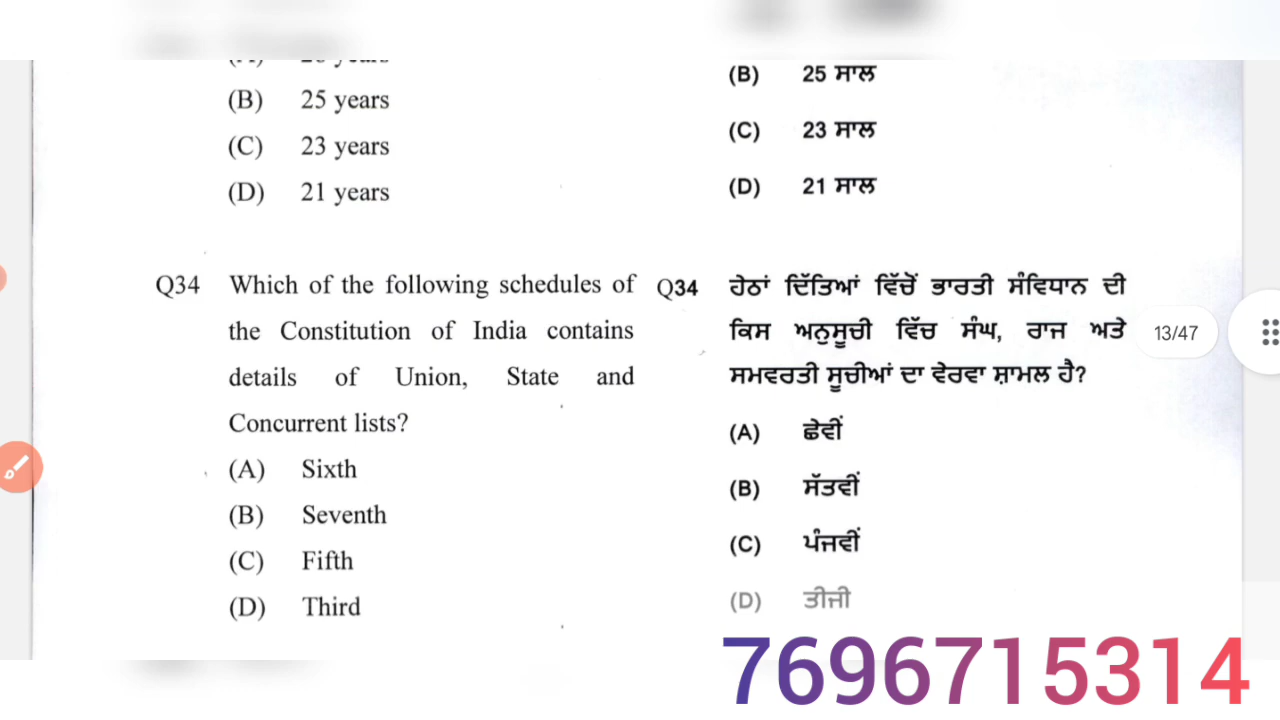 (B) 25 years
(C) 23 years
(D) 21 years
Q34 Which of the following schedules of
the Constitution of India contains
details of Union, State and
Concurrent lists?
(A) Sixth
(B) Seventh
(C) Fifth
(D) Third
(B) 25 ਸਾਲ
(C) 23 ਸਾਲ
(D) 21 ਸਾਲ
Q34 ਹੇਠਾਂ ਦਿੱਤਿਆਂ ਵਿੱਚੋਂ ਭਾਰਤੀ ਸੰਵਿਧਾਨ ਦੀ
ਕਿਸ ਅਨੁਸੂਚੀ ਵਿੱਚ ਸੰਘ, ਰਾਜ ਅਤੇ
ਸਮਵਰਤੀ ਸੂਚੀਆਂ ਦਾ ਵੇਰਵਾ ਸ਼ਾਮਲ ਹੈ?
(A) ਛੇਵੀਂ
(B) ਸੱਤਵੀਂ
(C) ਪੰਜਵੀਂ
(D) ਤੀਜੀ
13/47
7696715314